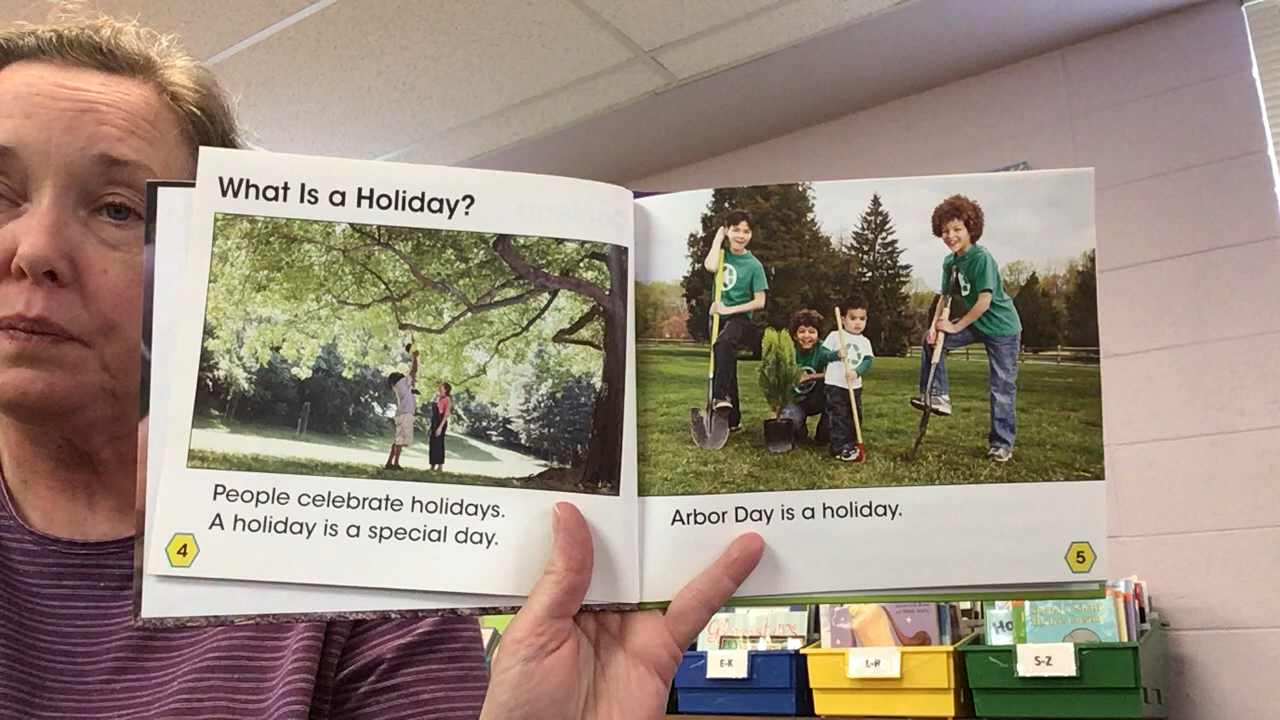 What Is a Holiday?
People celebrate holidays.
A holiday is a special day.
4
Arbor Day is a holiday.
5
E-K
L-R
S-Z